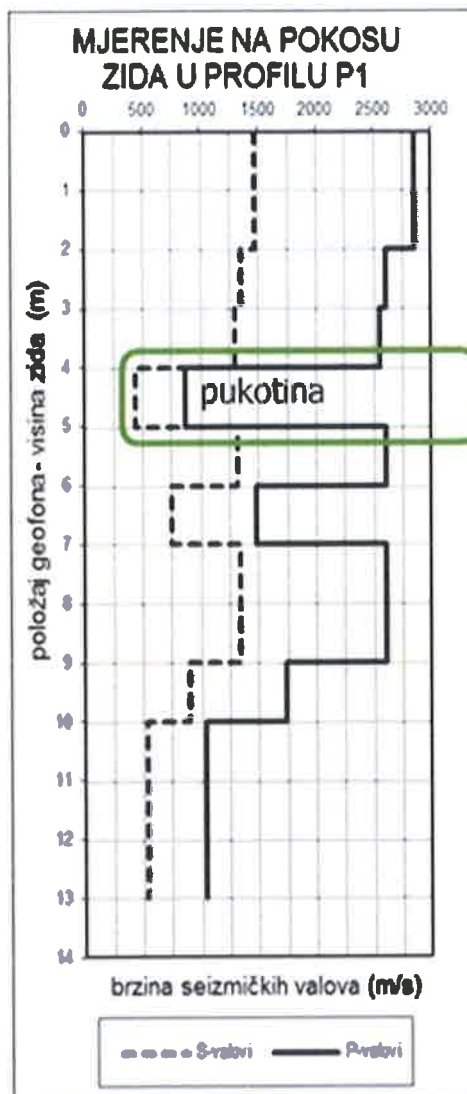 MJERENJE NA POKOSU
ZIDA U PROFILU P1
0 500 1000 1500 2000 2500 3000
0
1
2
3
4
5
6
7
8
9
10
11
12
13
14
položaj geofona- visina zida (m)
pukotina
brzina seizmičkih valova (m/s)
S-valovi P-valovi